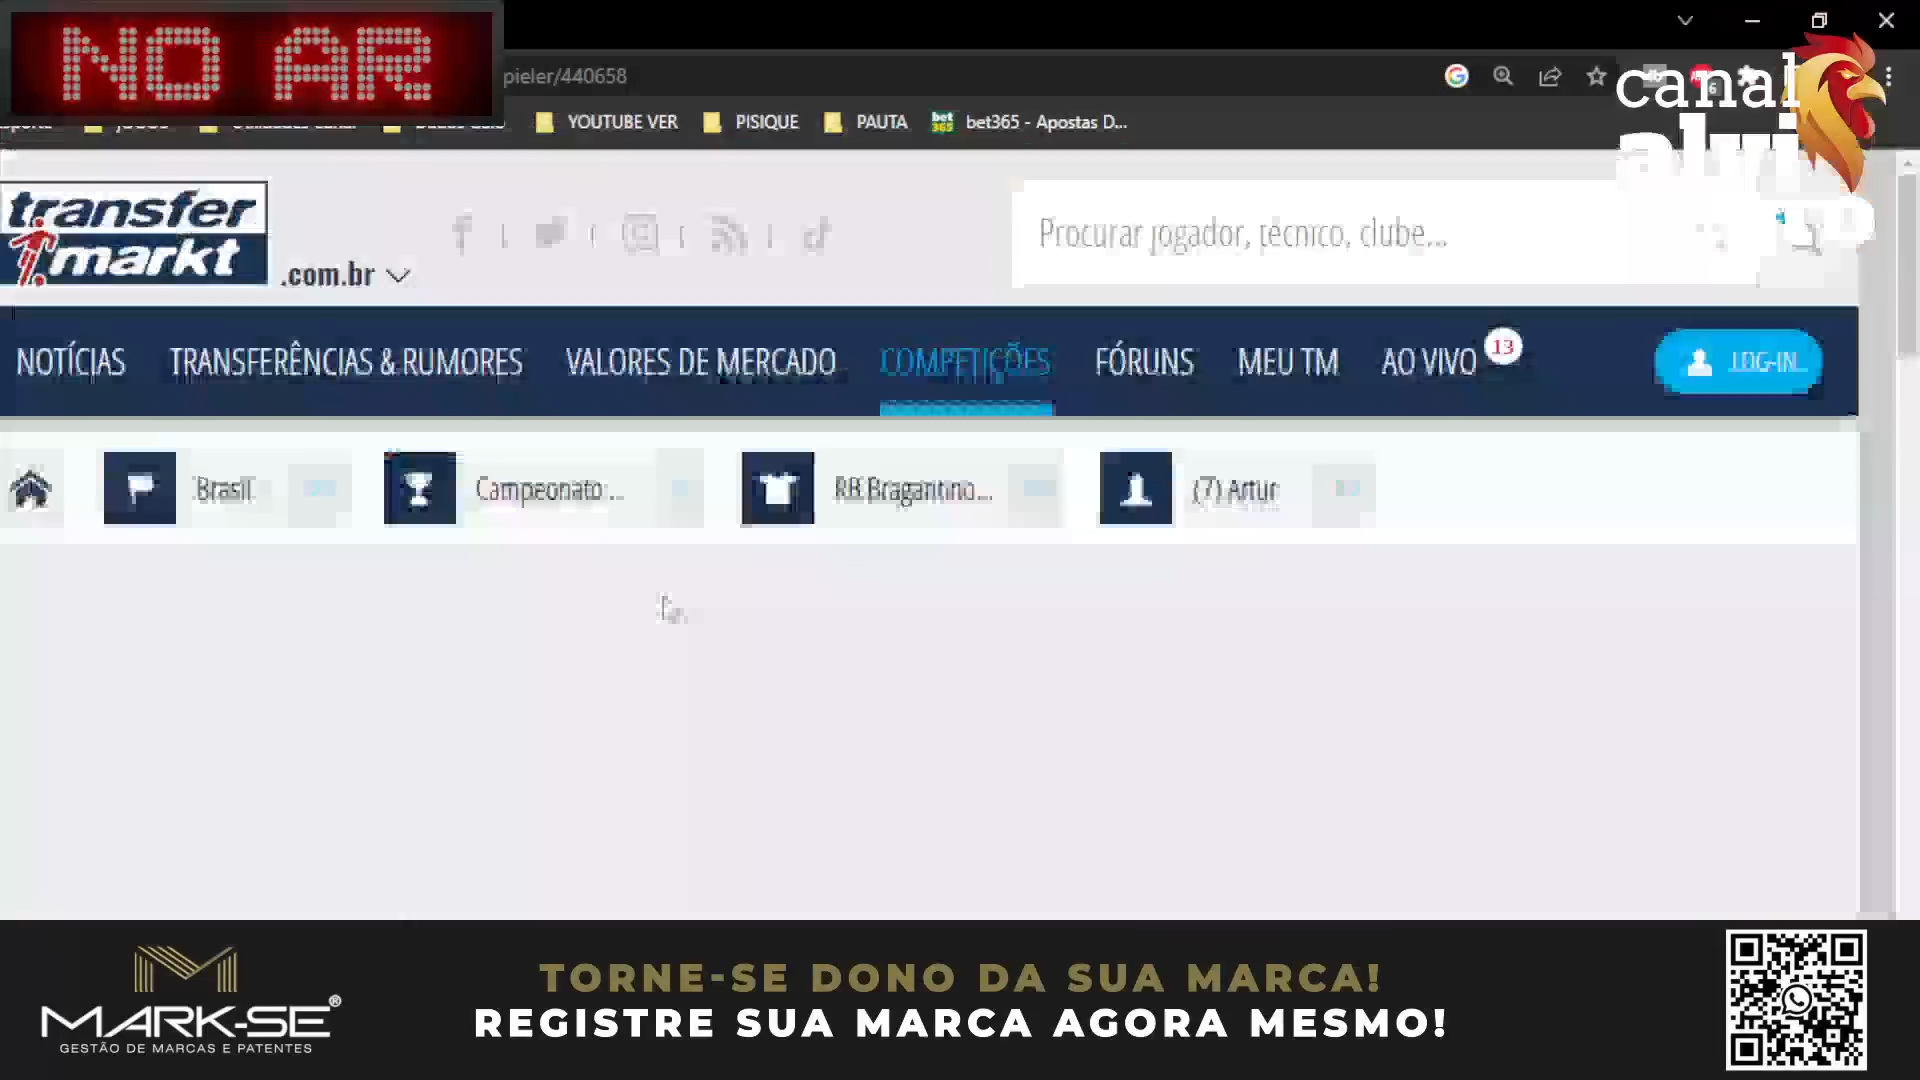 NO AR
pieler/440658
YOUTUBE VER
PISIQUE
PAUTA
bet365 - Apostas D...
canal
transfer
markt
.com.br
Procurar jogador, técnico, clube...
NOTÍCIAS
TRANSFERÊNCIAS & RUMORES
VALORES DE MERCADO
COMPETIÇÕES
FÓRUNS
MEU TM
AO VIVO
13
LOG-IN
Brasil
Campeonato ...
RB Bragantino...
(7) Artur
MARK-SE®
GESTÃO DE MARCAS E PATENTES
TORNE-SE DONO DA SUA MARCA!
REGISTRE SUA MARCA AGORA MESMO!